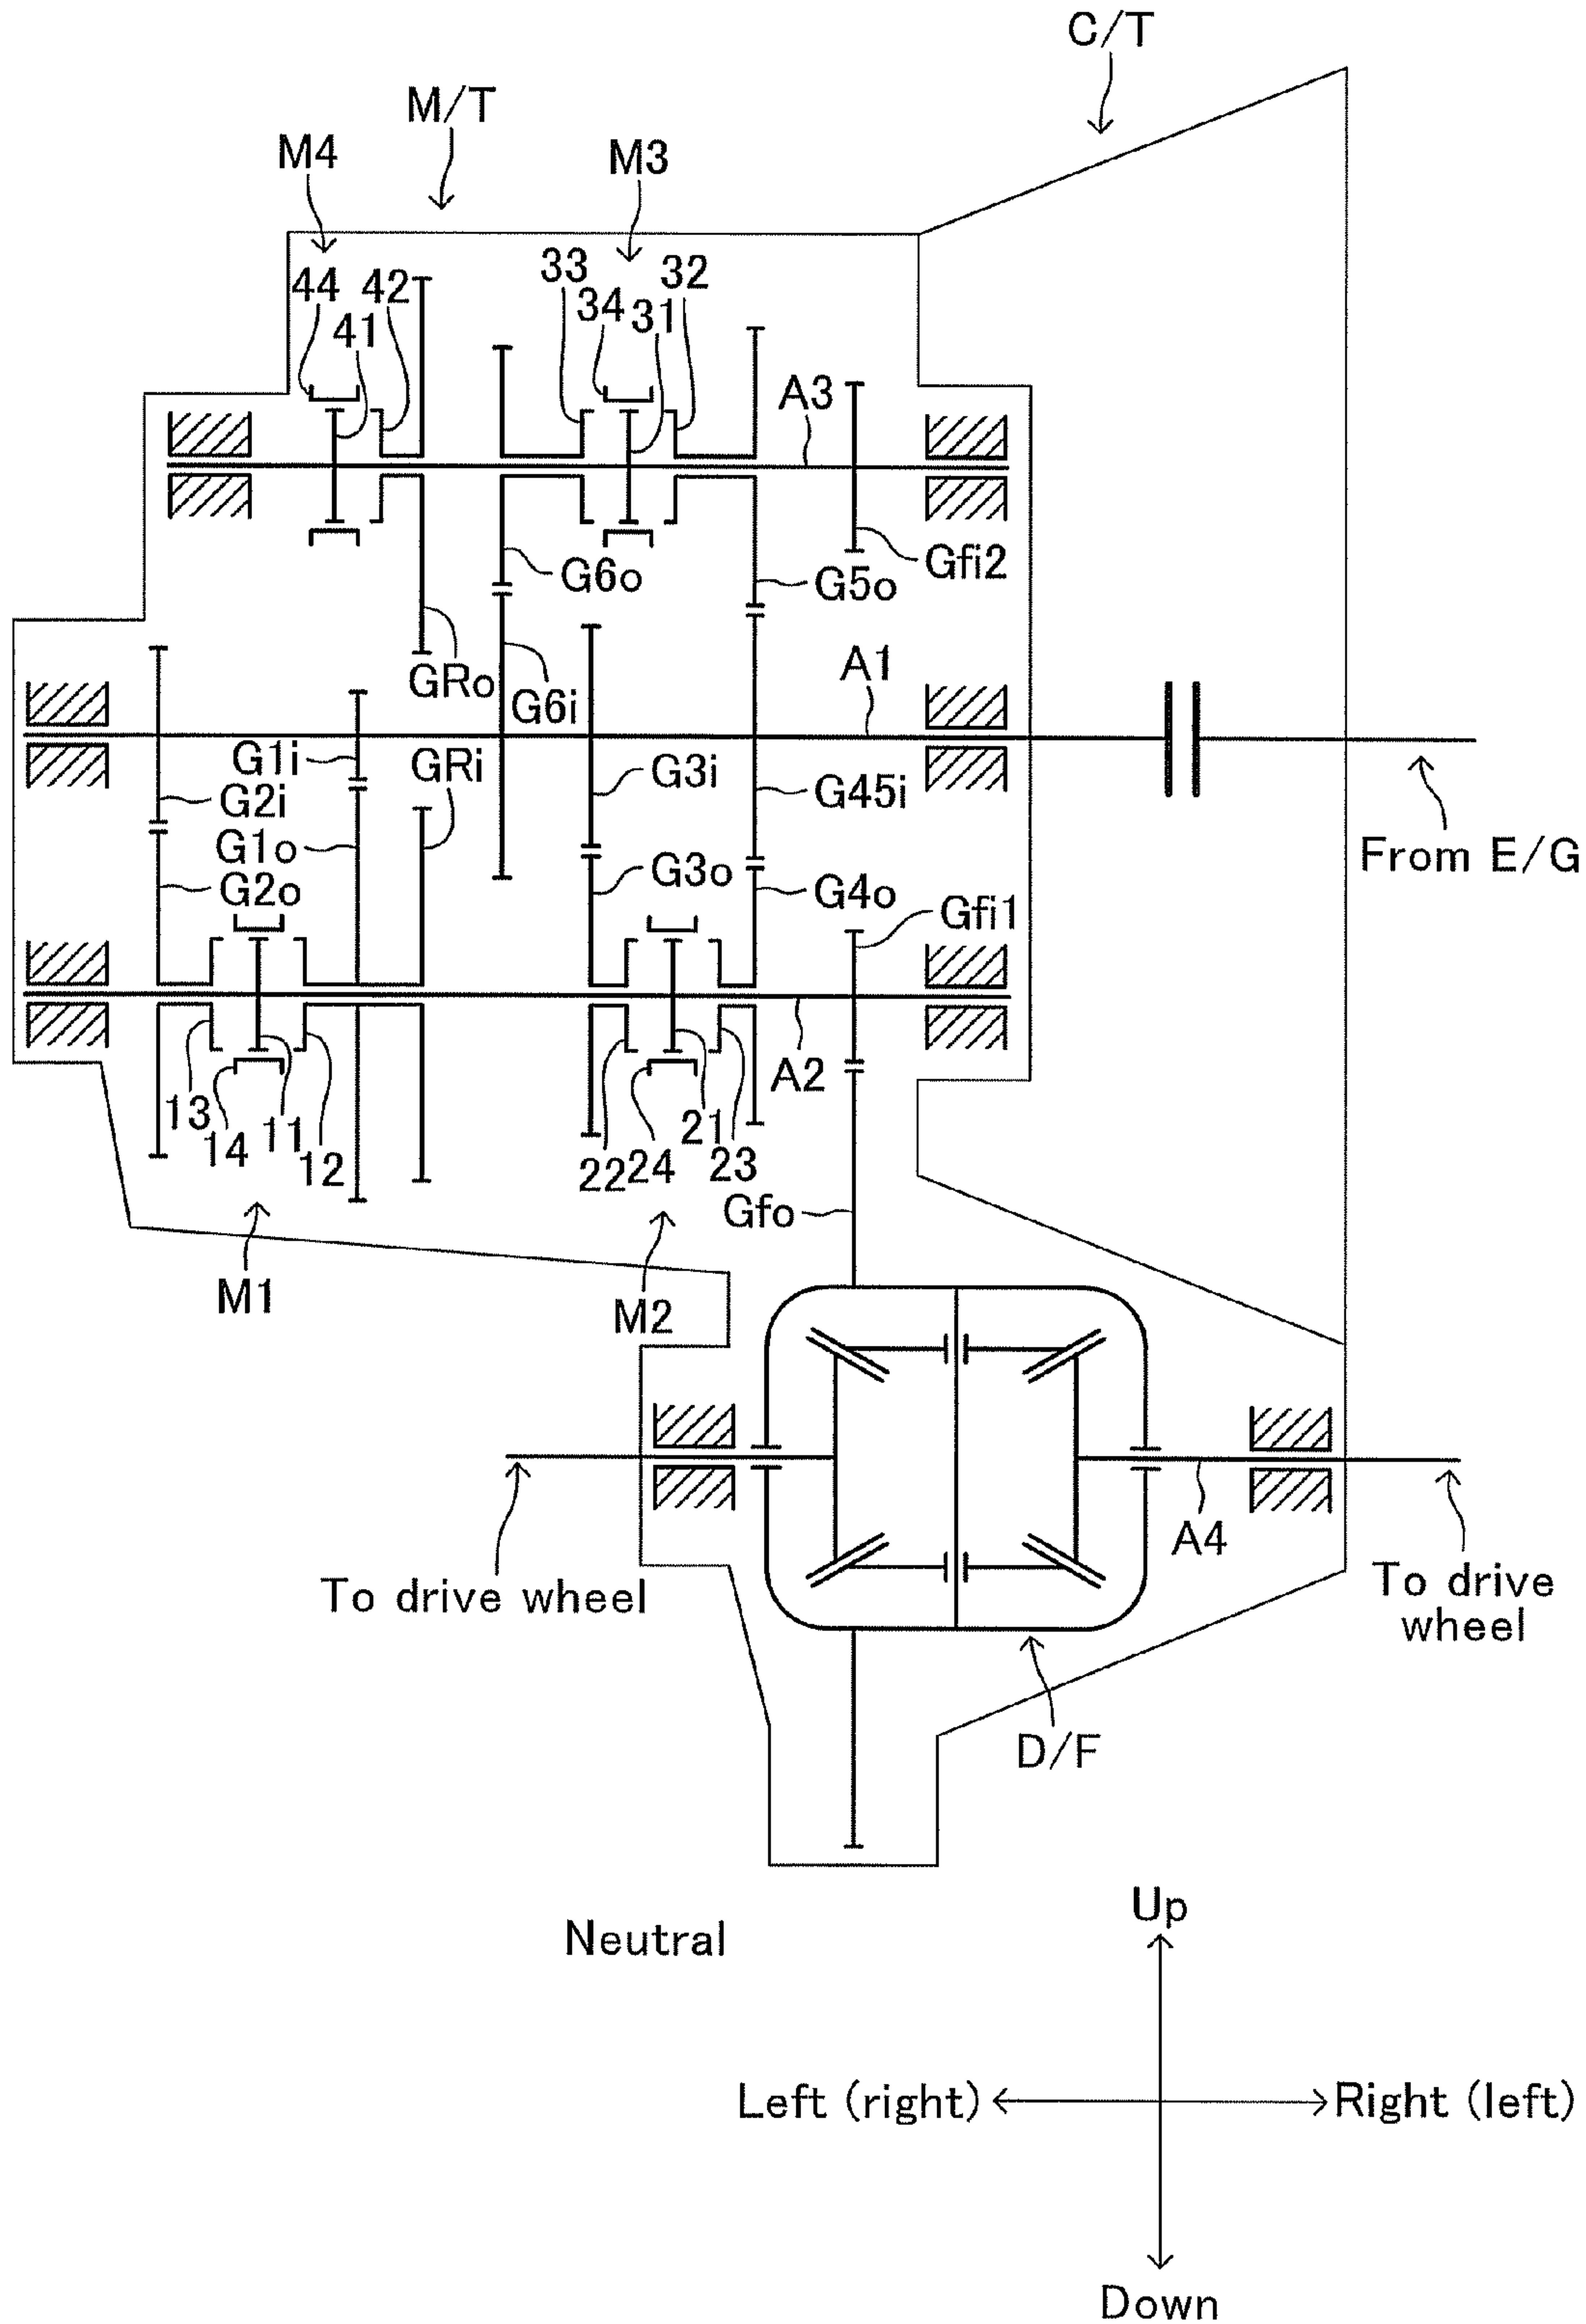 C/T
M/T
M4
M3
33
32
44
42
34
31
41
A3
Gfi2
G6o
G5o
GRo
A1
G6i
G1i
GRi
G3i
G2i
G45i
G1o
From E/G
G3o
G2o
G4o
Gfi1
A2
13
11
21
14
12
22
24
23
Gfo
M1
M2
A4
To drive wheel
To drive
wheel
D/F
Up
Neutral
Left (right)
Right (left)
Down